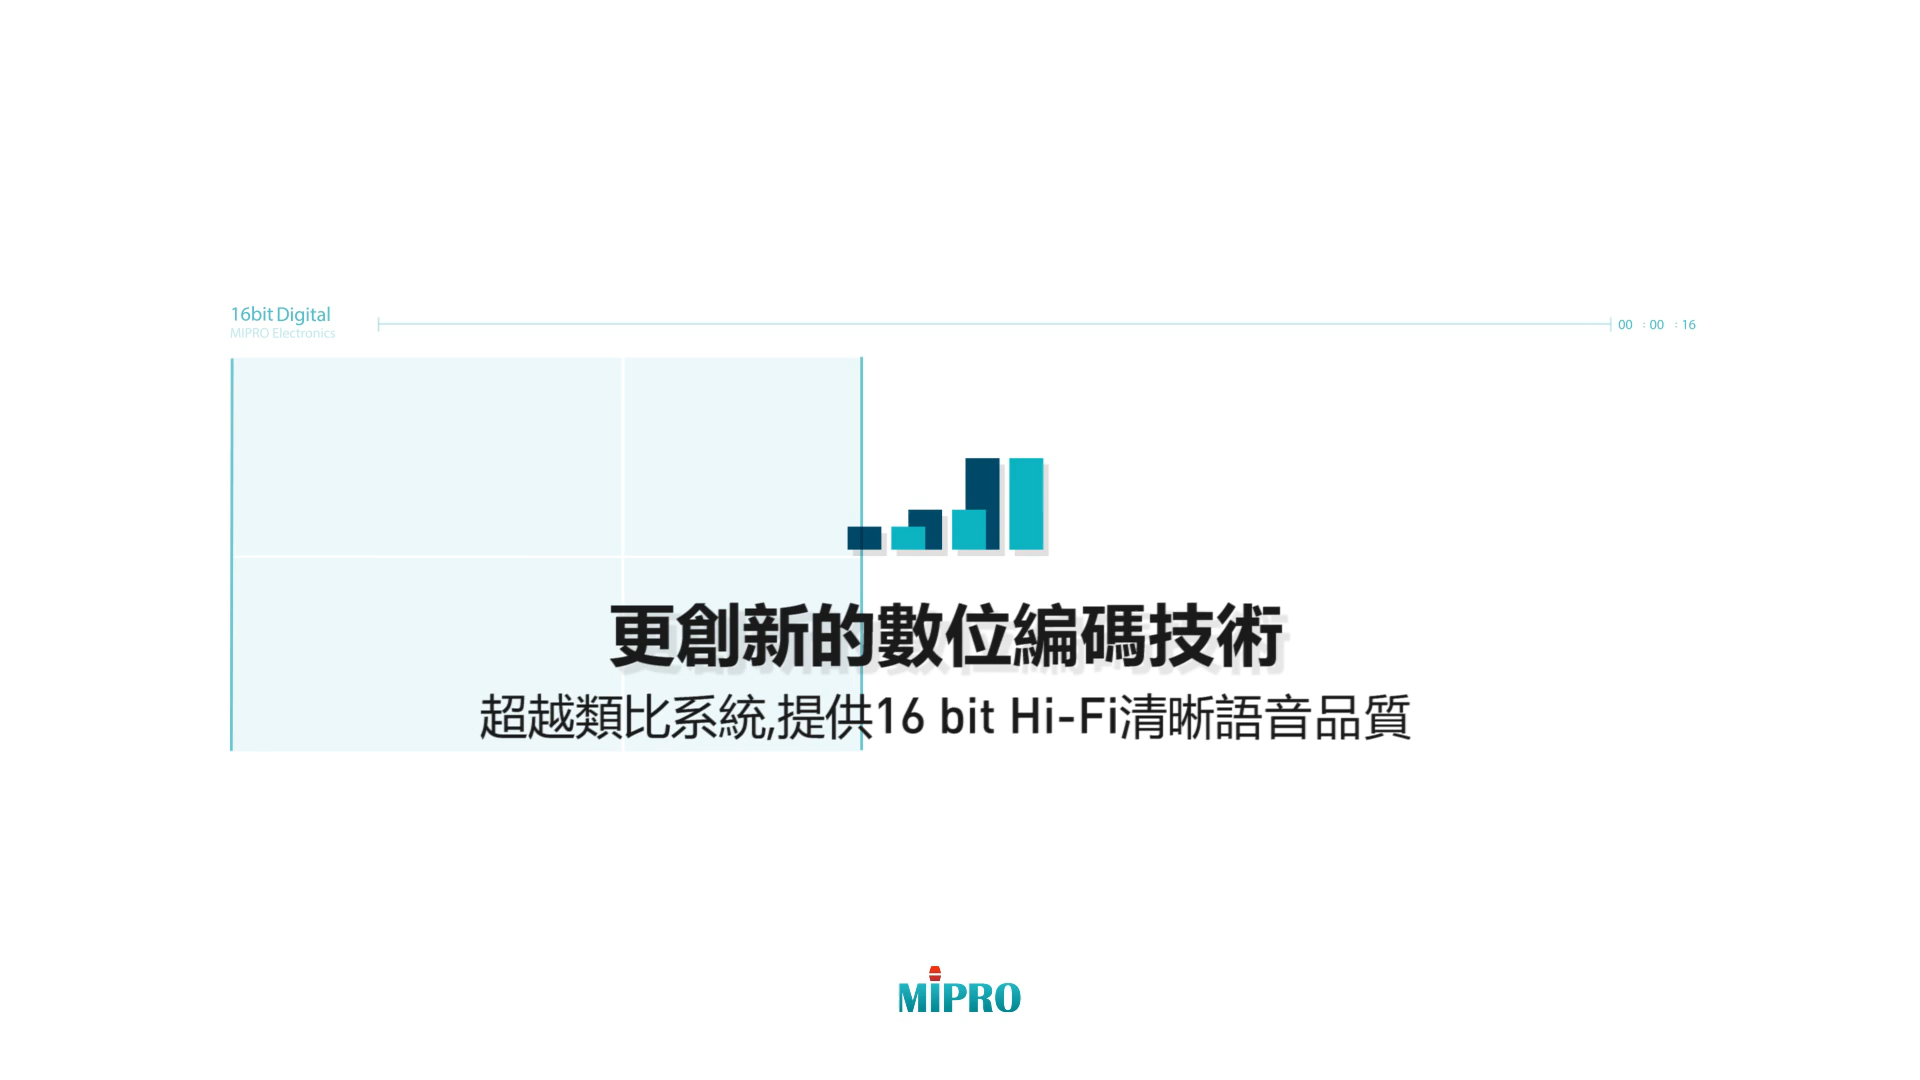 16bit Digital
MIPRO Electronics
00 : 00 : 16
更創新的數位編碼技術
超越類比系統,提供16 bit Hi-Fi清晰語音品質
MIPRO